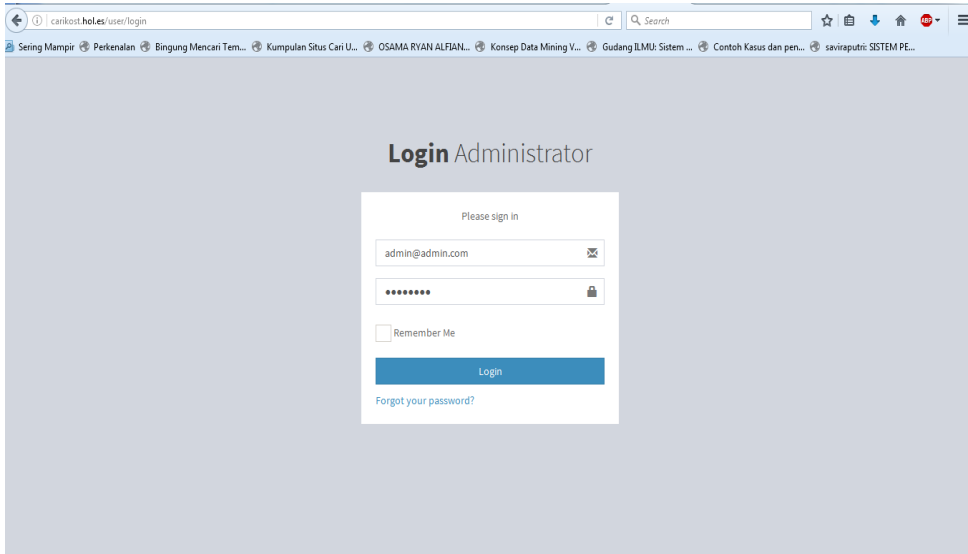 carikost.hol.es/user/login
Search
ABP
Sering Mampir Perkenalan Bingung Mencari Tem... Kumpulan Situs Cari U... OSAMA RYAN ALFIAN... Konsep Data Mining V... Gudang ILMU: Sistem ... Contoh Kasus dan pen... saviraputri: SISTEM PE...
Login Administrator
Please sign in
admin@admin.com
••••••••
Remember Me
Login
Forgot your password?